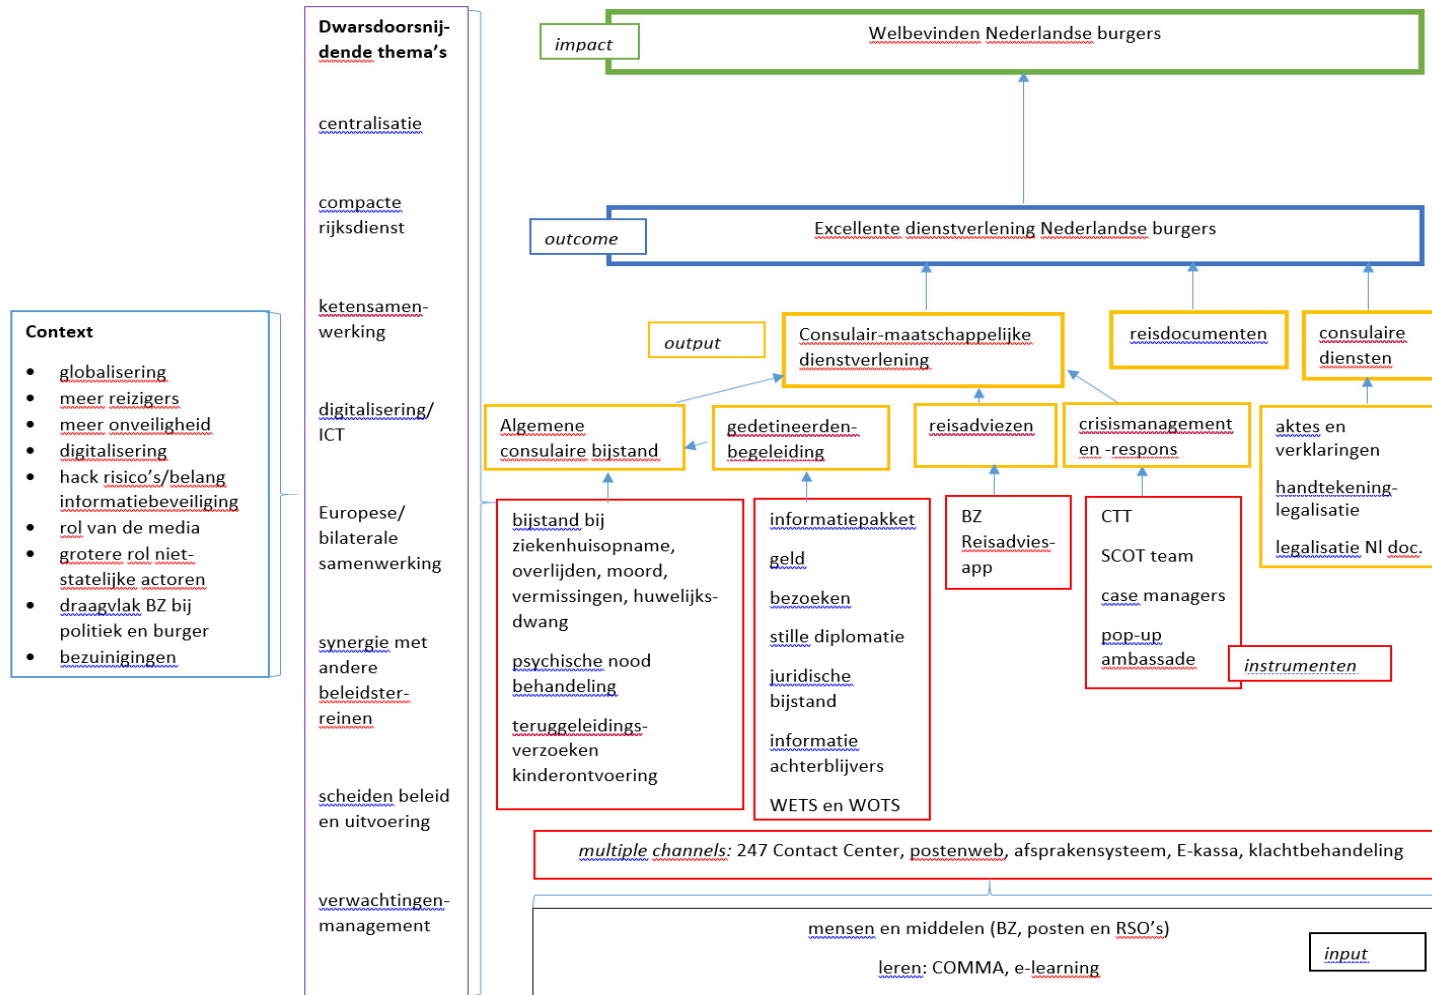 Context
globalisering
meer reizigers
meer onveiligheid
digitalisering
hack risico's/belang
informatiebeveiliging
rol van de media
grotere rol niet-
statelijke actoren
draagvlak BZ bij
politiek en burger
bezuinigingen
Dwarsdoorsnij-
dende thema's
centralisatie
compacte
rijksdienst
ketensamen-
werking
digitalisering/
ICT
Europese/
bilaterale
samenwerking
synergie met
andere
beleidster-
reinen
scheiden beleid
en uitvoering
verwachtingen-
management
impact
Welbevinden Nederlandse burgers
outcome
Excellente dienstverlening Nederlandse burgers
output
Consulair-maatschappelijke
dienstverlening
reisdocumenten
consulaire
diensten
Algemene
consulaire bijstand
gedetineerden-
begeleiding
reisadviezen
crisismanagement
en -respons
aktes en
verklaringen
handtekening-
legalisatie
legalisatie Nl doc.
bijstand bij
ziekenhuisopname,
overlijden, moord,
vermissingen, huwelijks-
dwang
psychische nood
behandeling
teruggeleidings-
verzoeken
kinderontvoering
informatiepakket
geld
bezoeken
stille diplomatie
juridische
bijstand
informatie
achterblijvers
WETS en WOTS
BZ
Reisadvies-
app
CTT
SCOT team
case managers
pop-up
ambassade
instrumenten
multiple channels: 247 Contact Center, postenweb, afsprakensysteem, E-kassa, klachtbehandeling
mensen en middelen (BZ, posten en RSO's)
leren: COMMA, e-learning
input